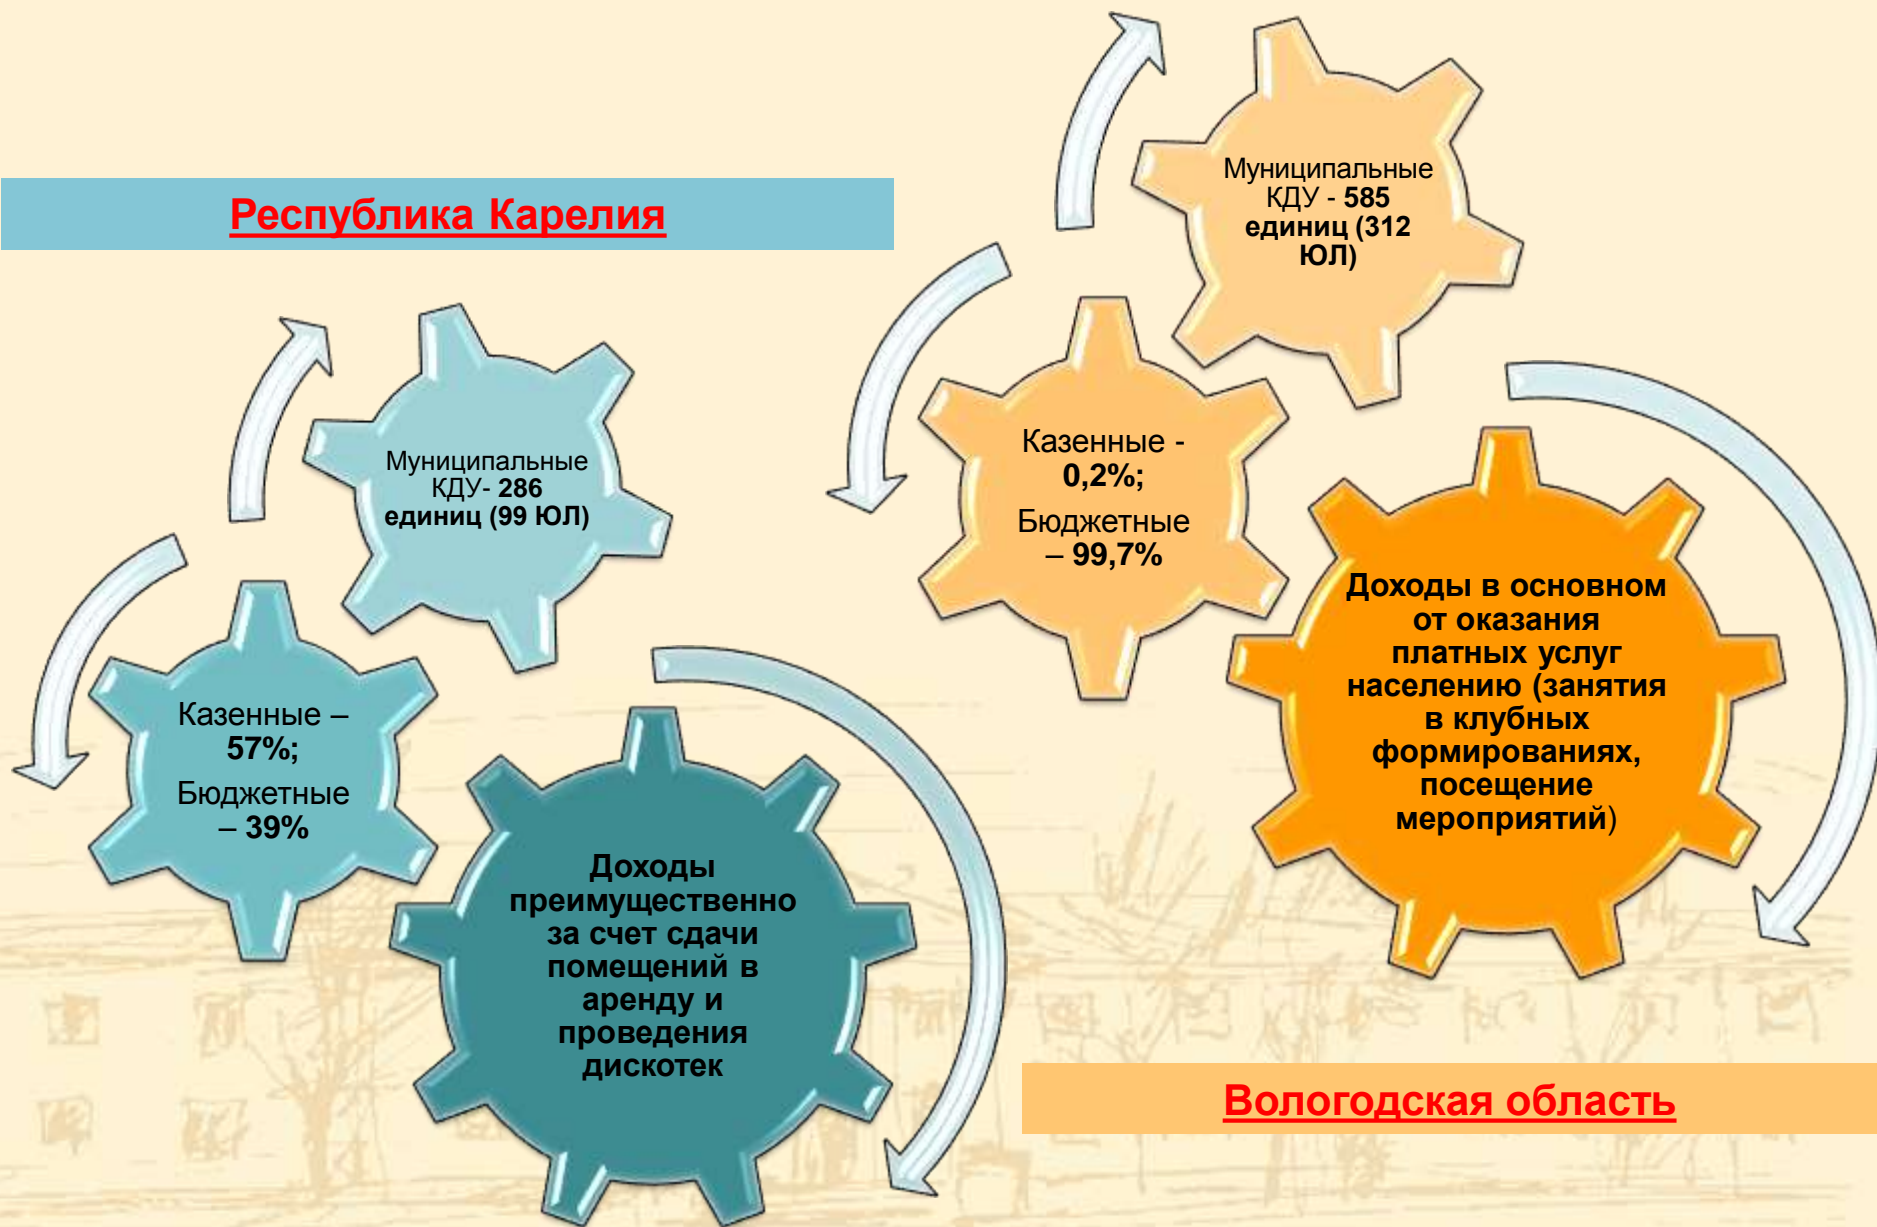 Республика Карелия
Муниципальные
КДУ- 286
единиц (99 ЮЛ)
Казенные –
57%;
Бюджетные
– 39%
Доходы
преимущественно
за счет сдачи
помещений в
аренду и
проведения
дискотек
Муниципальные
КДУ - 585
единиц (312
ЮЛ)
Казенные -
0,2%;
Бюджетные
– 99,7%
Доходы в основном
от оказания
платных услуг
населению (занятия
в клубных
формированиях,
посещение
мероприятий)
Вологодская область